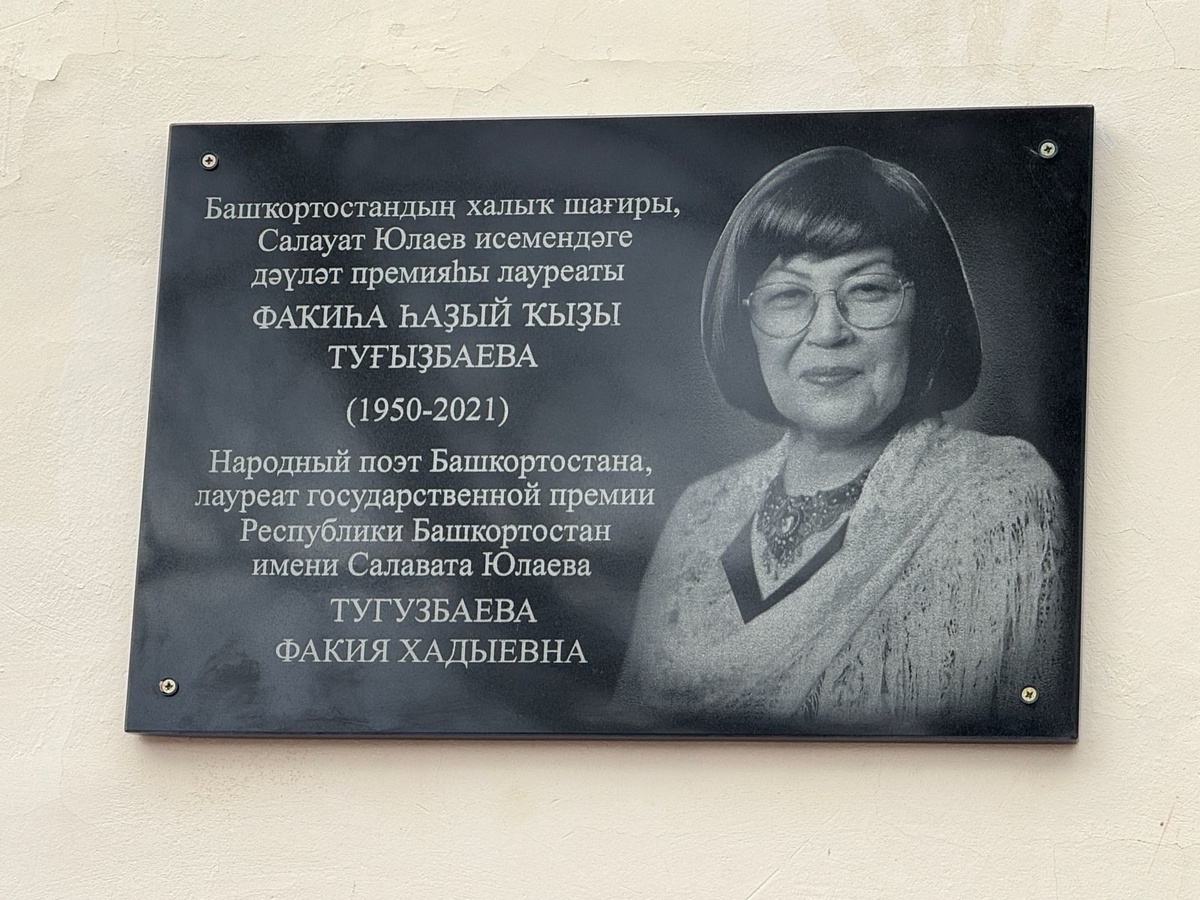 Башҡортостандың халыҡ шағиры,
Салауат Юлаев исемендәге
дәүләт премияһы лауреаты
ФАҠИҺА ҺАҘЫЙ ҠЫҘЫ
ТУҒЫҘБАЕВА
(1950-2021)
Народный поэт Башкортостана,
лауреат государственной премии
Республики Башкортостан
имени Салавата Юлаева
ТУГУЗБАЕВА
ФАКИЯ ХАДЫЕВНА